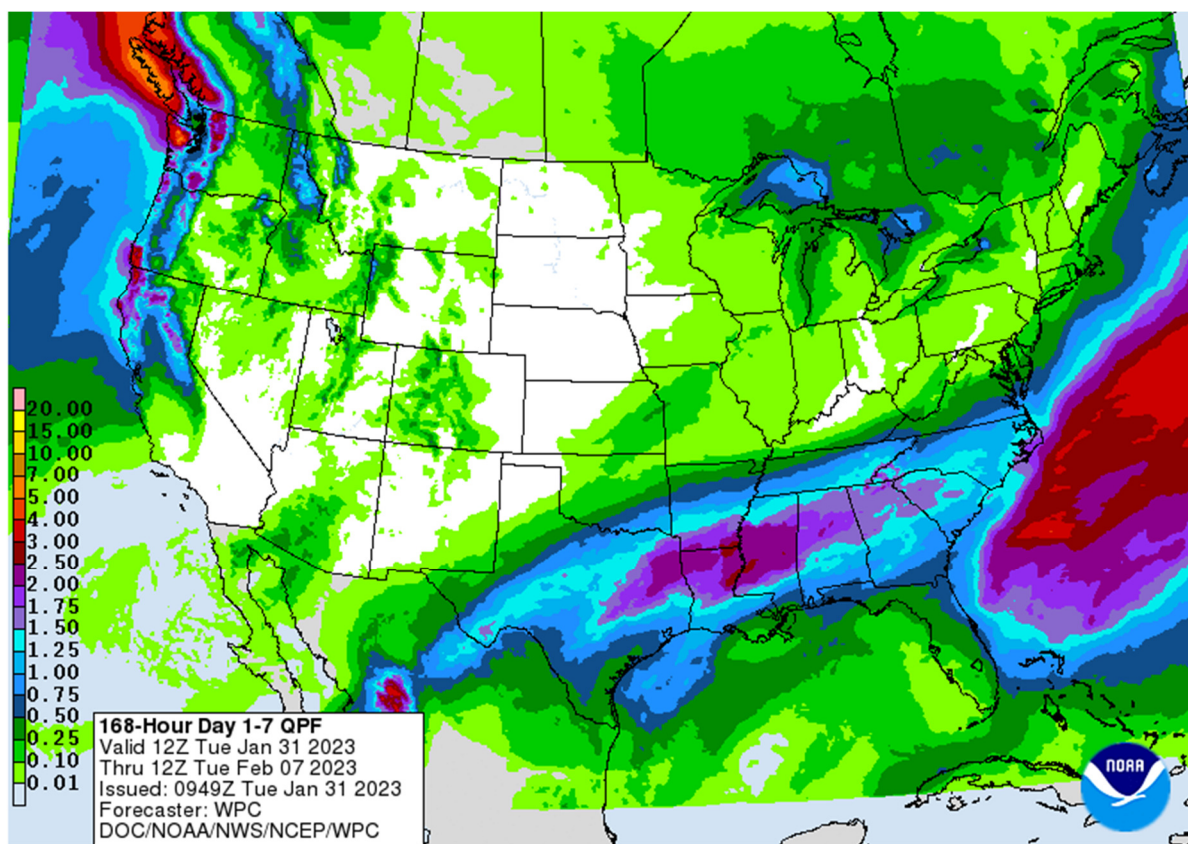 20.00
15.00
10.00
7.00
5.00
4.00
3.00
2.50
2.00
1.75
1.50
1.25
1.00
0.75
0.50
0.25
0.10
0.01
168-Hour Day 1-7 QPF
Valid 12Z Tue Jan 31 2023
Thru 12Z Tue Feb 07 2023
Issued: 0949Z Tue Jan 31 2023
Forecaster: WPC
DOC/NOAA/NWS/NCEP/WPC
NOAA